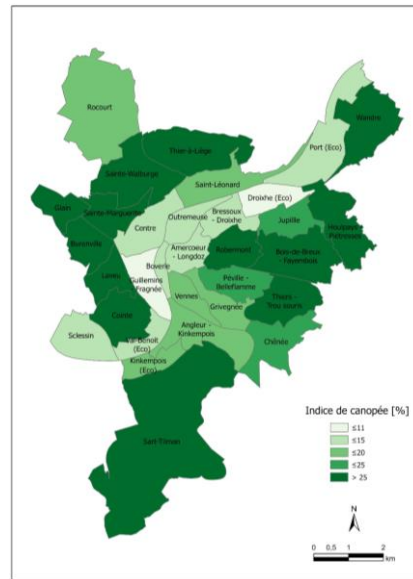 Rocourt
Wandre
Thier-à-Liège
Port (Eco)
Sainte-Walburge
Saint-Léonard
Droixhe (Eco)
Glain
Sainte-Marguerite
Bressoux
- Droixhe
Jupille
Outremeuse
Centre
Haupays -
Piétresses
Burenville
Amercoeur
- Longdoz
Robermont
Bois-de-Breux
- Fayembois
Boverie
Laveu
Guillemins
- Fragnée
Péville -
Belleflamme
Vennes
Thiers -
Trou souris
Cointe
Grivegnée
Sclessin
Val-Benoît
(Eco)
Angleur -
Kinkempois
Chênée
Kinkempois
(Eco)
Sart-Tilman
Indice de canopée [%]
≤11
≤15
≤20
≤25
> 25
N
0 0,5 1 2
km